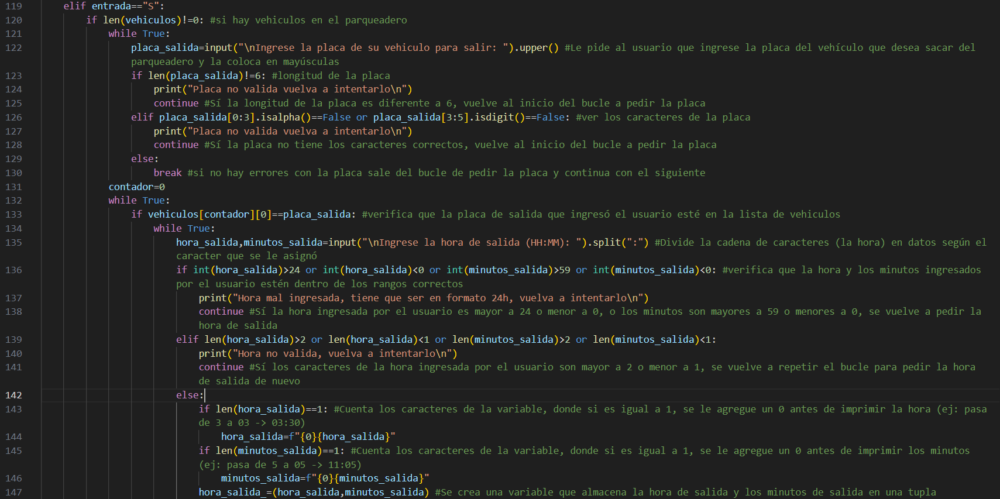 119 elif entrada=="S":
120 if len(vehiculos)!=0: #si hay vehiculos en el parqueadero
121 while True:
122 placa_salida=input("\nIngrese la placa de su vehiculo para salir: ").upper() #Le pide al usuario que ingrese la placa del vehículo que desea sacar del
parqueadero y la coloca en mayúsculas
123 if len(placa_salida)!=6: #longitud de la placa
124 print("Placa no valida vuelva a intentarlo\n")
125 continue #Sí la longitud de la placa es diferente a 6, vuelve al inicio del bucle a pedir la placa
126 elif placa_salida[0:3].isalpha()==False or placa_salida[3:5].isdigit()==False: #ver los caracteres de la placa
127 print("Placa no valida vuelva a intentarlo\n")
128 continue #Sí la placa no tiene los caracteres correctos, vuelve al inicio del bucle a pedir la placa
129 else:
130 break #si no hay errores con la placa sale del bucle de pedir la placa y continua con el siguiente
131 contador=0
132 while True:
133 if vehiculos[contador][0]==placa_salida: #verifica que la placa de salida que ingresó el usuario esté en la lista de vehiculos
134 while True:
135 hora_salida,minutos_salida=input("\nIngrese la hora de salida (HH:MM): ").split(":") #Divide la cadena de caracteres (la hora) en datos según el
caracter que se le asignó
136 if int(hora_salida)>24 or int(hora_salida)<0 or int(minutos_salida)>59 or int(minutos_salida)<0: #verifica que la hora y los minutos ingresados
por el usuario estén dentro de los rangos correctos
137 print("Hora mal ingresada, tiene que ser en formato 24h, vuelva a intentarlo\n")
138 continue #Sí la hora ingresada por el usuario es mayor a 24 o menor a 0, o los minutos son mayores a 59 o menores a 0, se vuelve a pedir la
hora de salida
139 elif len(hora_salida)>2 or len(hora_salida)<1 or len(minutos_salida)>2 or len(minutos_salida)<1:
140 print("Hora no valida, vuelva a intentarlo\n")
141 continue #Sí los caracteres de la hora ingresada por el usuario son mayor a 2 o menor a 1, se vuelve a repetir el bucle para pedir la hora
de salida de nuevo
142 else:
143 if len(hora_salida)==1: #Cuenta los caracteres de la variable, donde si es igual a 1, se le agregue un 0 antes de imprimir la hora (ej: pasa
de 3 a 03 -> 03:30)
144 hora_salida=f"{0}{hora_salida}"
145 if len(minutos_salida)==1: #Cuenta los caracteres de la variable, donde si es igual a 1, se le agregue un 0 antes de imprimir los minutos
(ej: pasa de 5 a 05 -> 11:05)
146 minutos_salida=f"{0}{minutos_salida}"
147 hora_salida_=(hora_salida,minutos_salida) #Se crea una variable que almacena la hora de salida y los minutos de salida en una tupla